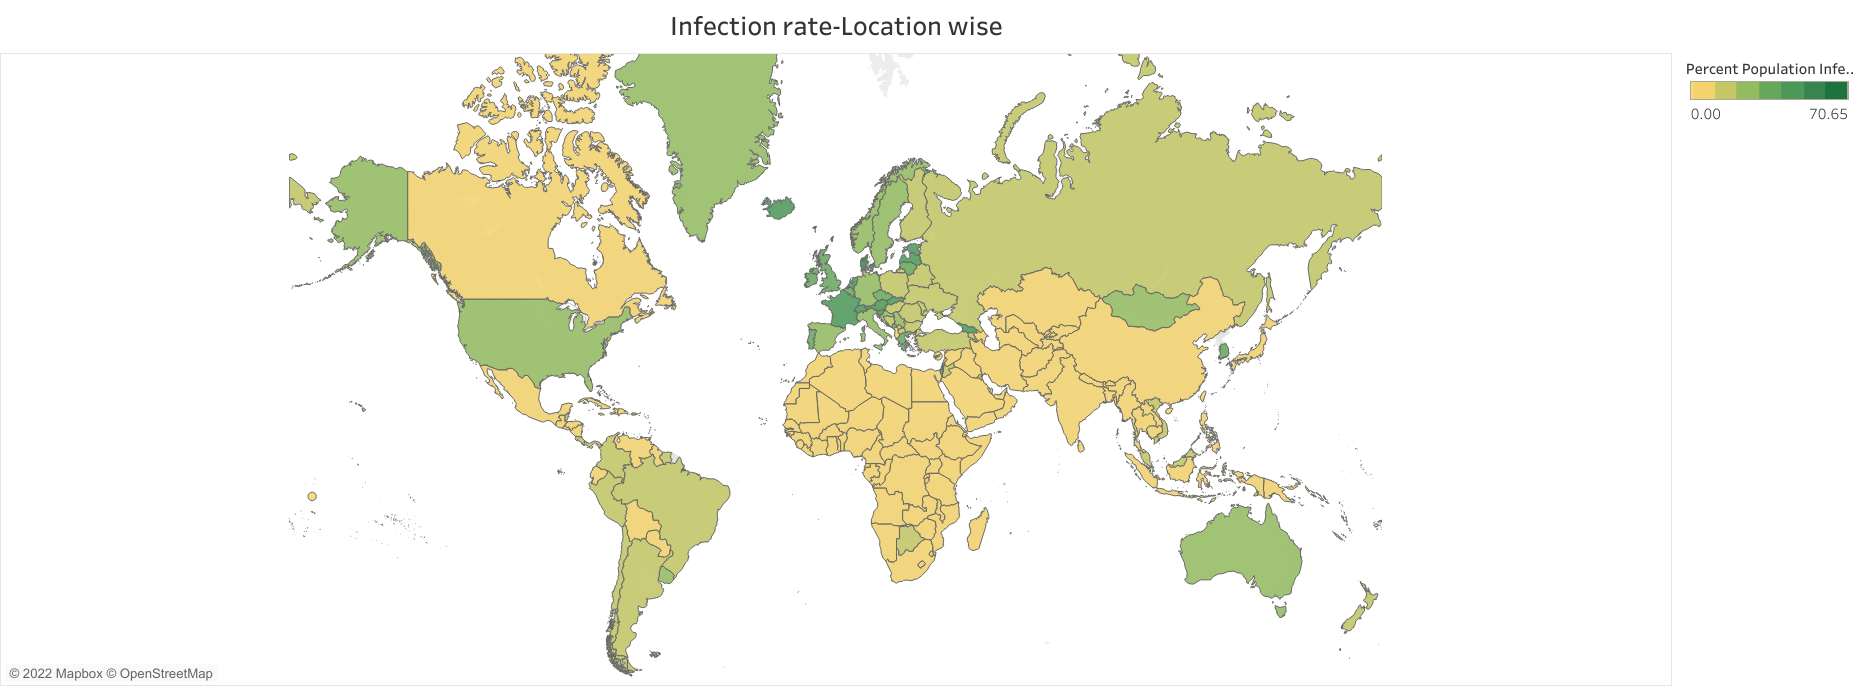 Infection rate-Location wise
Percent Population Infe..
0.00 70.65
© 2022 Mapbox © OpenStreetMap